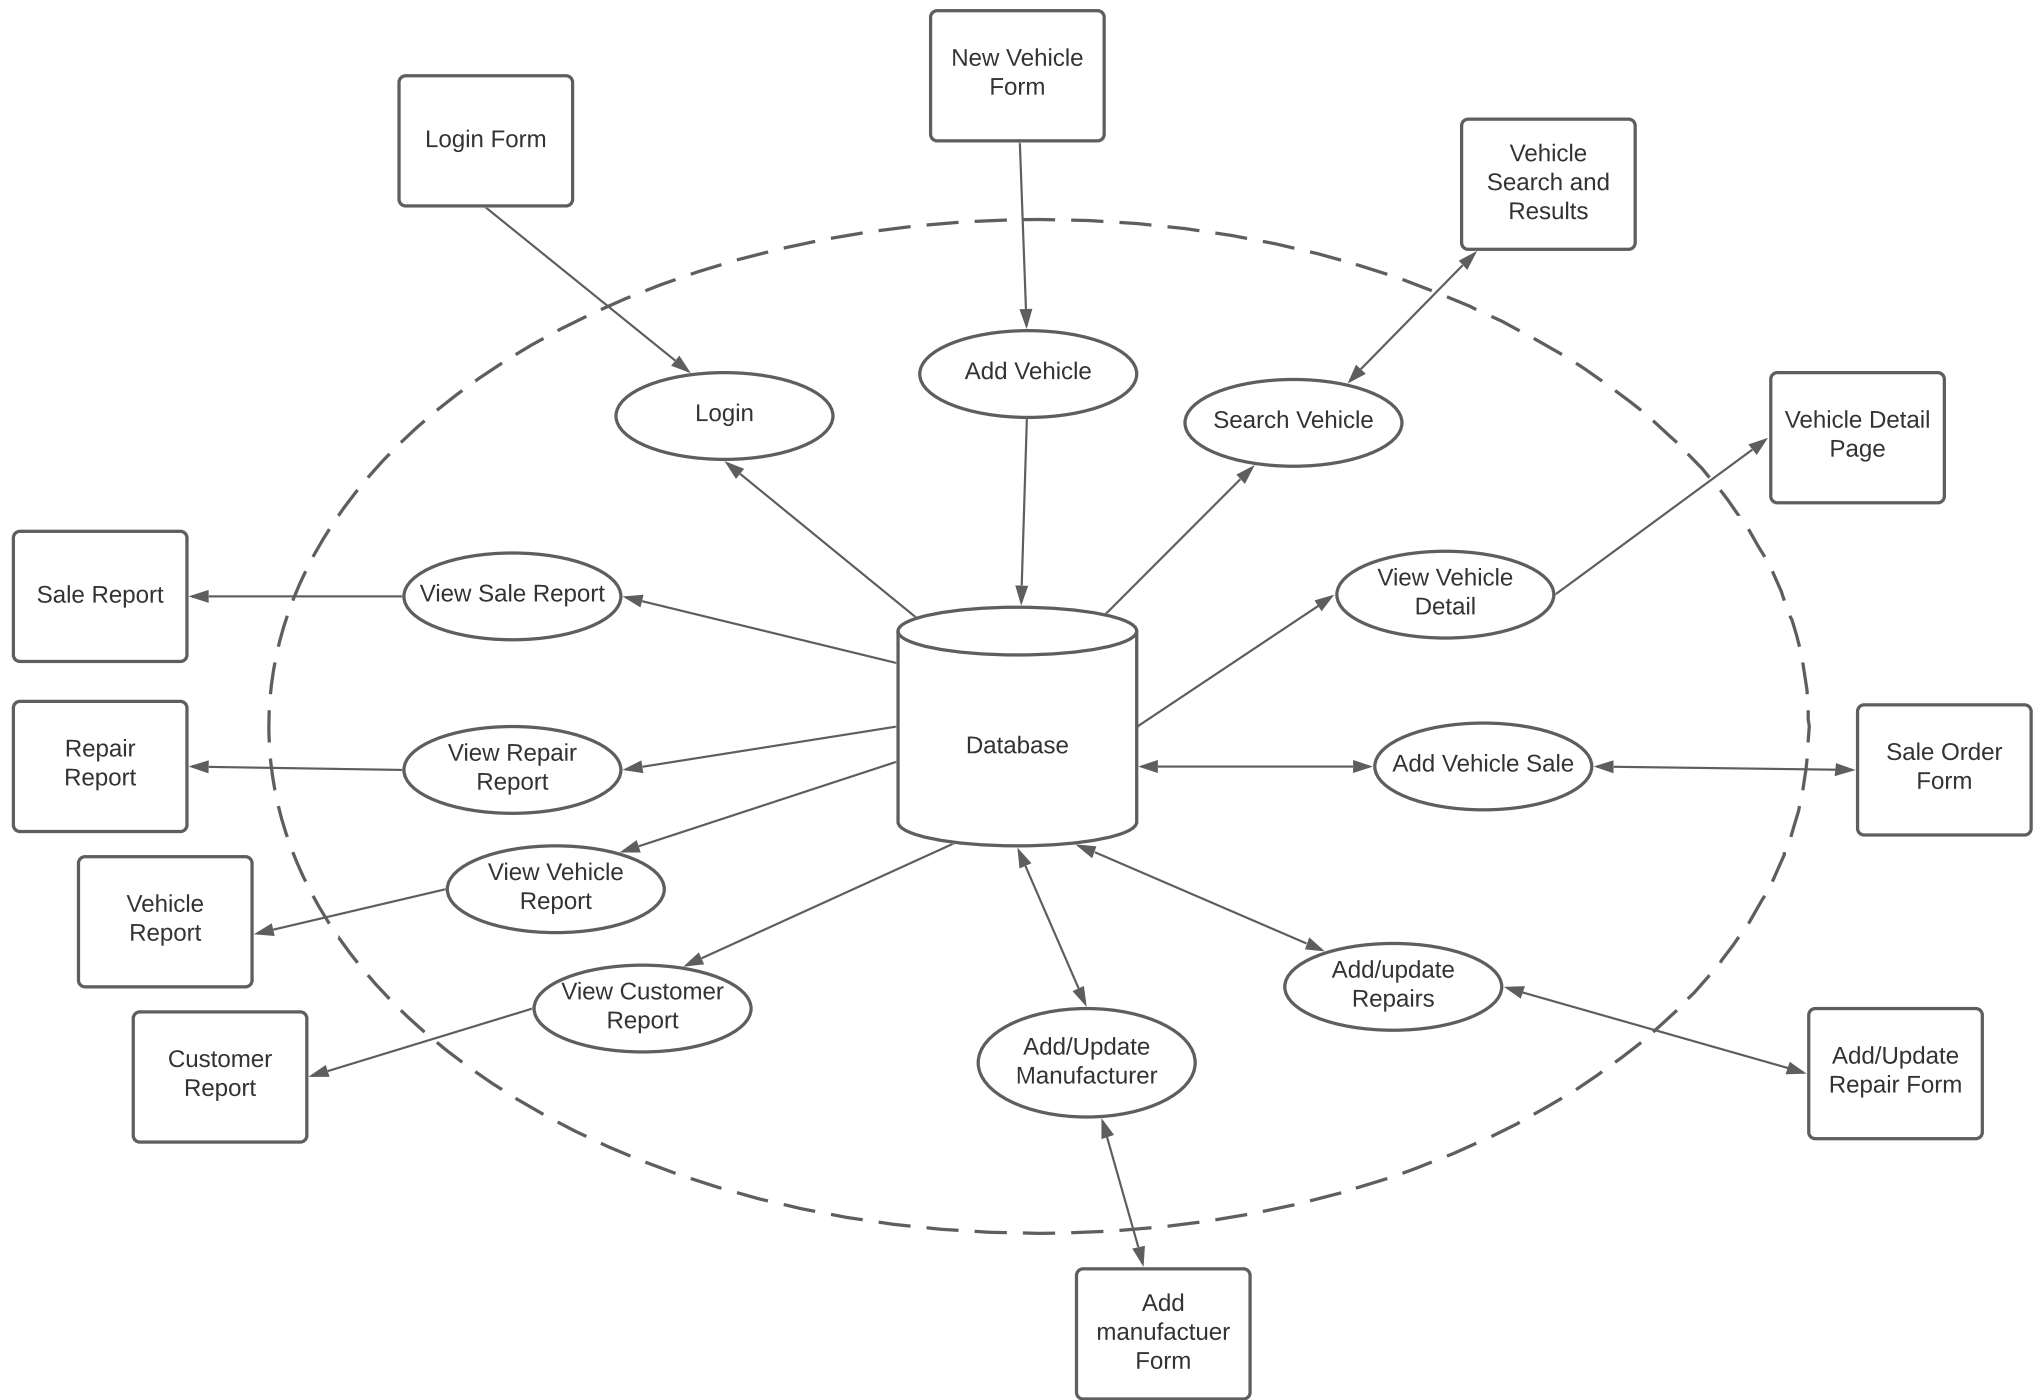 New Vehicle
Form
Login Form
Vehicle
Search and
Results
Add Vehicle
Login
Search Vehicle
Vehicle Detail
Page
Sale Report
View Sale Report
View Vehicle
Detail
Repair
Report
View Repair
Report
Database
Add Vehicle Sale
Sale Order
Form
Vehicle
Report
View Vehicle
Report
View Customer
Report
Add/update
Repairs
Customer
Report
Add/Update
Manufacturer
Add/Update
Repair Form
Add
manufactuer
Form